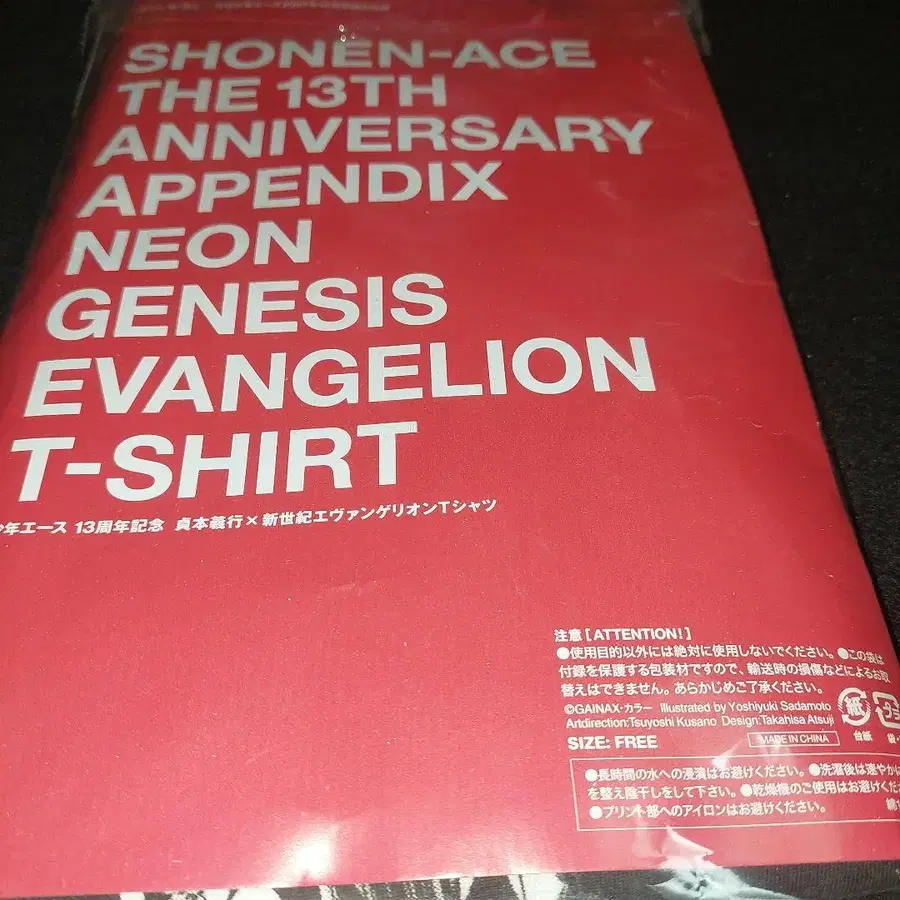 SHONEN-ACE
THE 13TH
ANNIVERSARY
APPENDIX
NEON
GENESIS
EVANGELION
T-SHIRT
年エース 13周年記念 貞本義行×新世紀エヴァンゲリオンTシャツ
注意[ATTENTION!]
●使用目的以外には絶対に使用しないでください。●この袋は
付録を保護する包装材ですので、輸送時の損傷などによるお取
替えはできません。あらかじめご了承ください。
©GAINAX・カラー Illustrated by Yoshiyuki Sadamoto
Artdirection:Tsuyoshi Kusano Design:Takahisa Atsuji
SIZE: FREE
MADE IN CHINA
紙
台紙
プラ
袋・
●長時間の水への浸漬はお避けください。●洗濯後は速やかに
を整え陰干しをして下さい。●乾燥機のご使用はお避けくだ
●プリント部へのアイロンはお避けください。
綿